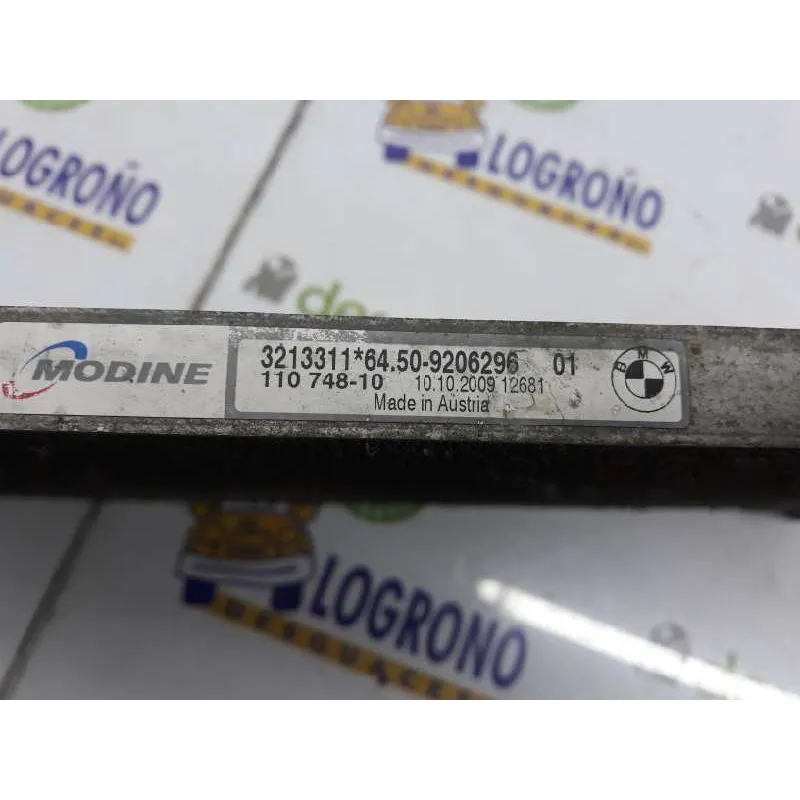 LOGROÑO
LOGROÑO
MODINE
3213311*64.50-9206296 01
110 748-10 10.10.2009 12681
Made in Austria
BMW
LOGROÑO
DESGUACES